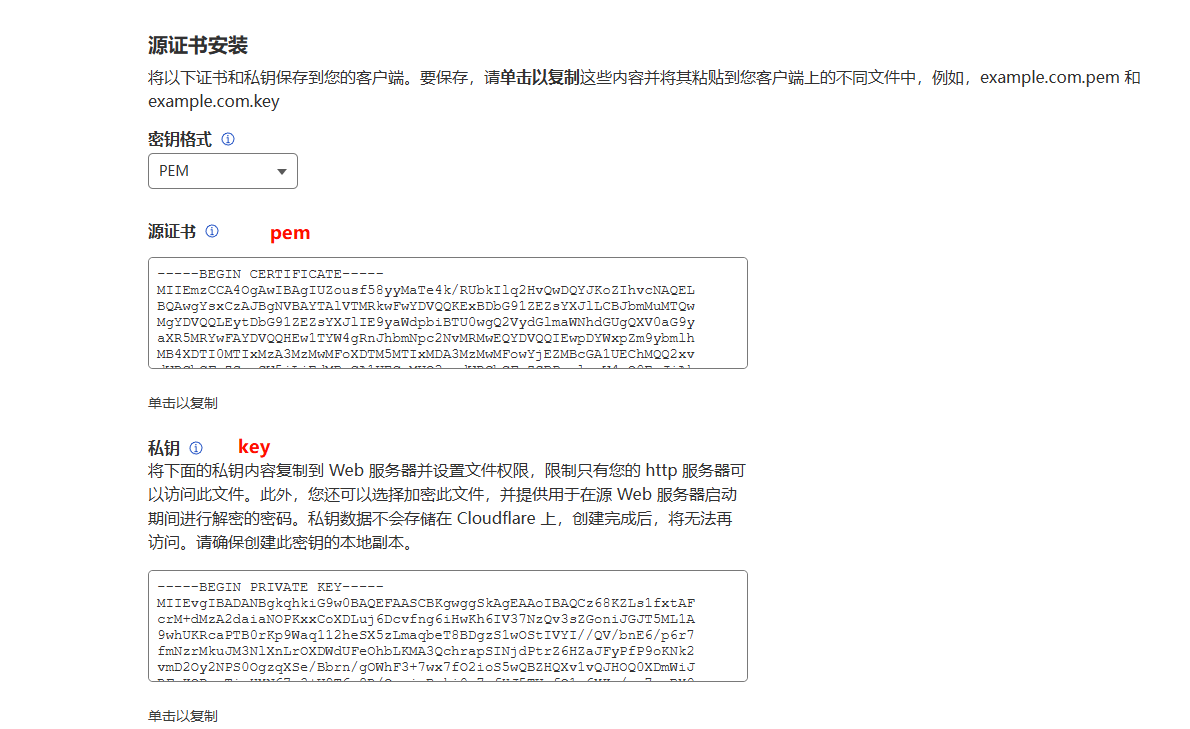 源证书安装
将以下证书和私钥保存到您的客户端。要保存，请单击以复制这些内容并将其粘贴到您客户端上的不同文件中，例如，example.com.pem 和
example.com.key
密钥格式
PEM
源证书 pem
-----BEGIN CERTIFICATE-----
MIIEmzCCA4OgAwIBAgIUZousf58yyMaTe4k/RUbkIlq2HvQwDQYJKoZIhvcNAQEL
BQAwgYsxCzAJBgNVBAYTAlVTMRkwFwYDVQQKExBDbG91ZEZsYXJlLCBJbmMuMTQw
MgYDVQQLEytDbG91ZEZsYXJlIE9yaWdpbiBTU0wgQ2VydGlmaWNhdGUgQXV0aG9y
aXR5MRYwFAYDVQQHEw1TYW4gRnJhbmNpc2NvMRMwEQYDVQQIEwpDYWxpZm9ybmlh
MB4XDTI0MTIxMzA3MzMwMFoXDTM5MTIxMDA3MzMwMFowYjEZMBcGA1UEChMQQ2xv
单击以复制
私钥 key
将下面的私钥内容复制到 Web 服务器并设置文件权限，限制只有您的 http 服务器可
以访问此文件。此外，您还可以选择加密此文件，并提供用于在源 Web 服务器启动
期间进行解密的密码。私钥数据不会存储在 Cloudflare 上，创建完成后，将无法再
访问。请确保创建此密钥的本地副本。
-----BEGIN PRIVATE KEY-----
MIIEvgIBADANBgkqhkiG9w0BAQEFAASCBKgwggSkAgEAAoIBAQCz68KZLs1fxtAF
crM+dMzA2daiaNOPKxxCoXDLuj6Dcvfng6iHwKh6IV37NzQv3sZGoniJGJT5ML1A
9whUKRcaPTB0rKp9Waq112heSX5zLmaqbeT8BDgzS1wOStIVYI//QV/bnE6/p6r7
fmNzrMkuJM3NlXnLrOXDWdUFeOhbLKMA3QchrapSINjdPtrZ6HZaJFyPfP9oKNk2
vmD2Oy2NPS0OgzqXSe/Bbrn/gOWhF3+7wx7fO2ioS5wQBZHQXv1vQJHOQ0XDmWiJ
单击以复制